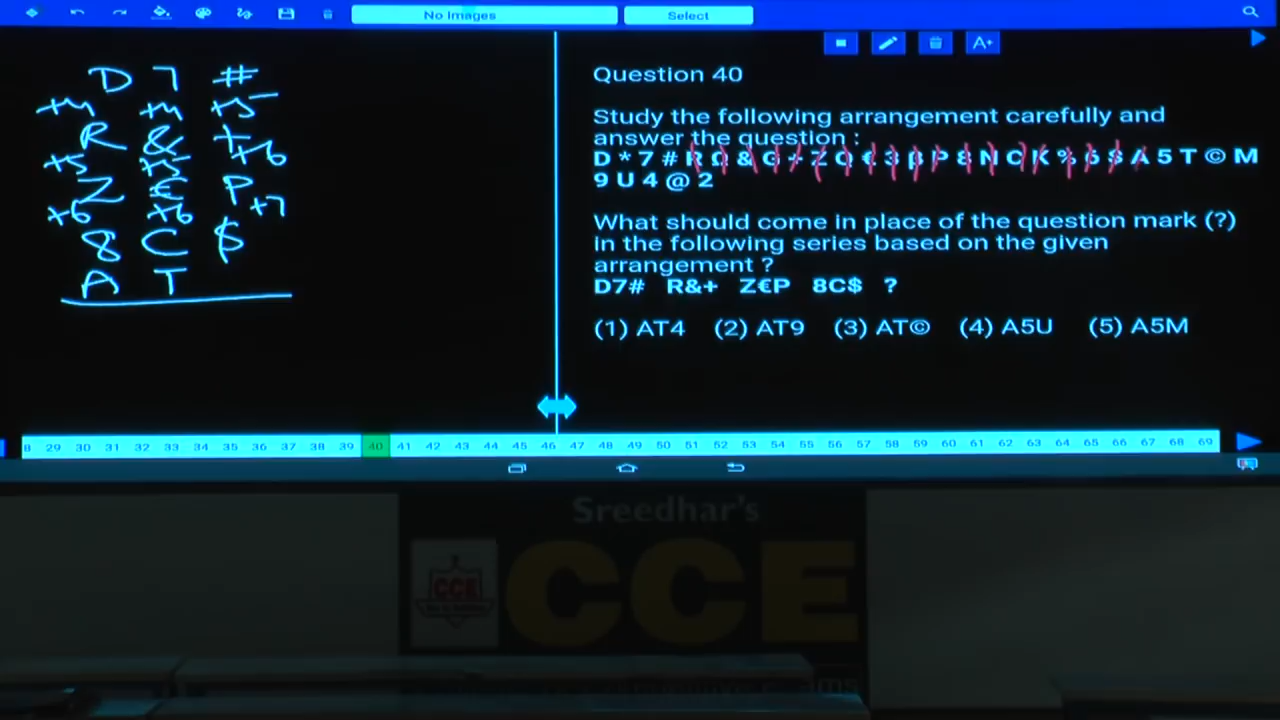 No Images
Select
A+
D 7 #
+4 +4 +5
R & +
+5 +5 +6
Z € P
+6 +6 +7
8 C $
A T
Question 40
Study the following arrangement carefully and
answer the question :
D * 7 # R Ω & G + Z Q € 3 β P 8 N C K % 6 $ A 5 T © M
9 U 4 @ 2
What should come in place of the question mark (?)
in the following series based on the given
arrangement ?
D7# R&+ Z€P 8C$ ?
(1) AT4 (2) AT9 (3) AT© (4) A5U (5) A5M
8 29 30 31 32 33 34 35 36 37 38 39 40 41 42 43 44 45 46 47 48 49 50 51 52 53 54 55 56 57 58 59 60 61 62 63 64 65 66 67 68 69
Sreedhar's
CCE
CCE